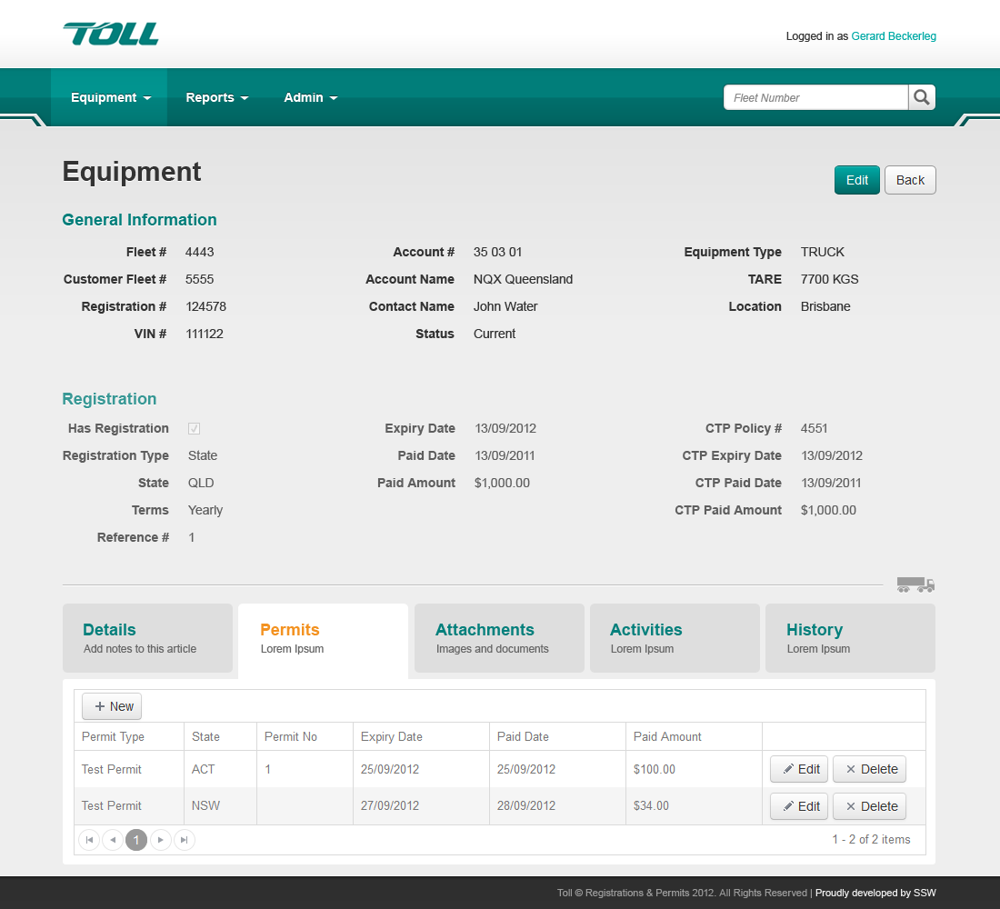 TOLL
Logged in as Gerard Beckerleg
Equipment Reports Admin Fleet Number
Equipment
Edit Back
General Information
Fleet # 4443 Account # 35 03 01 Equipment Type TRUCK
Customer Fleet # 5555 Account Name NQX Queensland TARE 7700 KGS
Registration # 124578 Contact Name John Water Location Brisbane
VIN # 111122 Status Current
Registration
Has Registration Expiry Date 13/09/2012 CTP Policy # 4551
Registration Type State Paid Date 13/09/2011 CTP Expiry Date 13/09/2012
State QLD Paid Amount $1,000.00 CTP Paid Date 13/09/2011
Terms Yearly CTP Paid Amount $1,000.00
Reference # 1
Details Permits Attachments Activities History
Add notes to this article Lorem Ipsum Images and documents Lorem Ipsum Lorem Ipsum
New
Permit Type State Permit No Expiry Date Paid Date Paid Amount
Test Permit ACT 1 25/09/2012 25/09/2012 $100.00 Edit Delete
Test Permit NSW 27/09/2012 28/09/2012 $34.00 Edit Delete
1 1 - 2 of 2 items
Toll © Registrations & Permits 2012. All Rights Reserved | Proudly developed by SSW